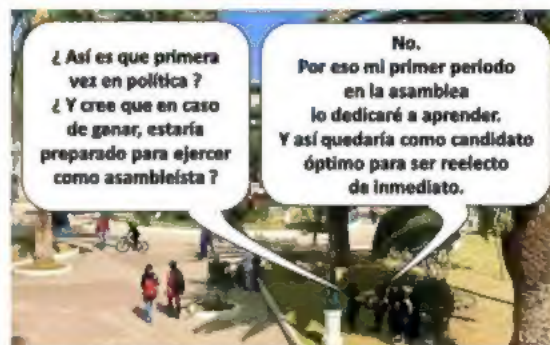 ¿ Así es que primera
vez en política ?
¿ Y cree que en caso
de ganar, estaría
preparado para ejercer
como asambleísta ?
No.
Por eso mi primer periodo
en la asamblea
lo dedicaré a aprender.
Y así quedaría como candidato
óptimo para ser reelecto
de inmediato.